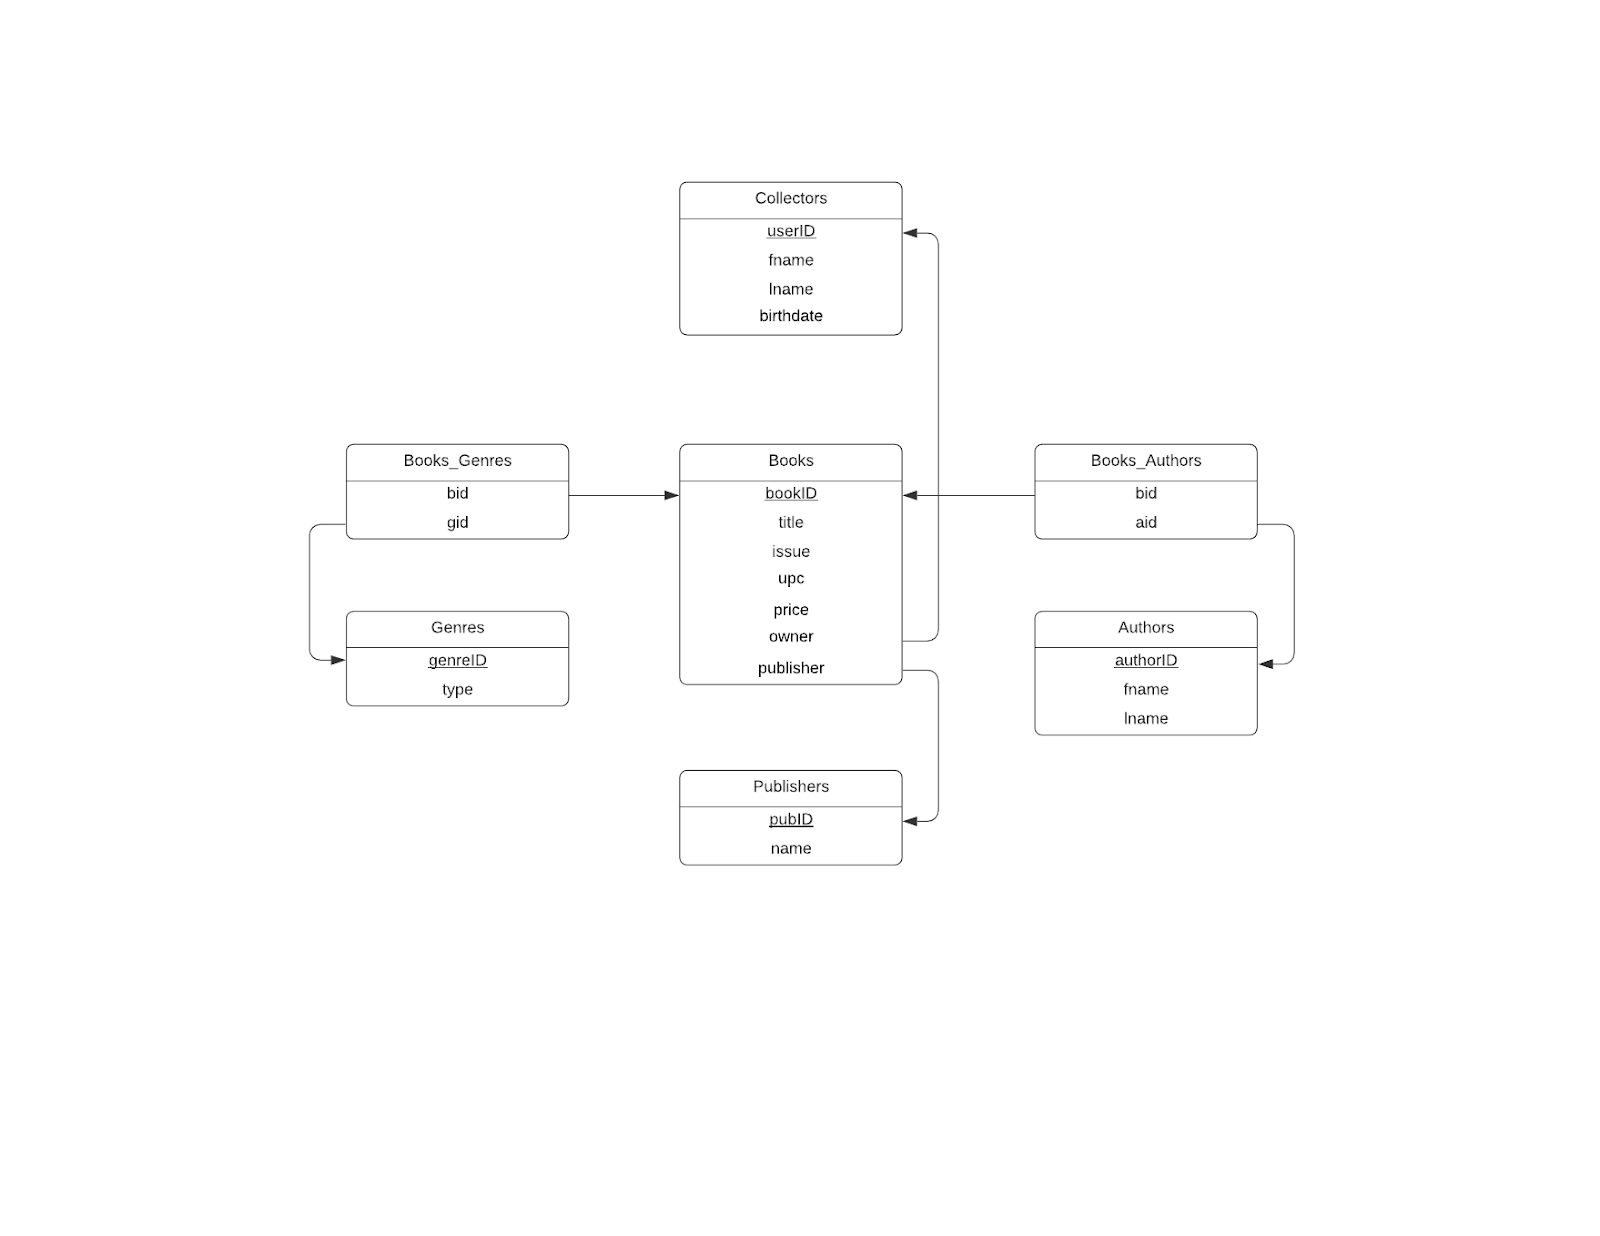 Collectors
userID
fname
lname
birthdate
Books_Genres
bid
gid
Books
bookID
title
issue
upc
price
owner
publisher
Books_Authors
bid
aid
Genres
genreID
type
Authors
authorID
fname
lname
Publishers
pubID
name